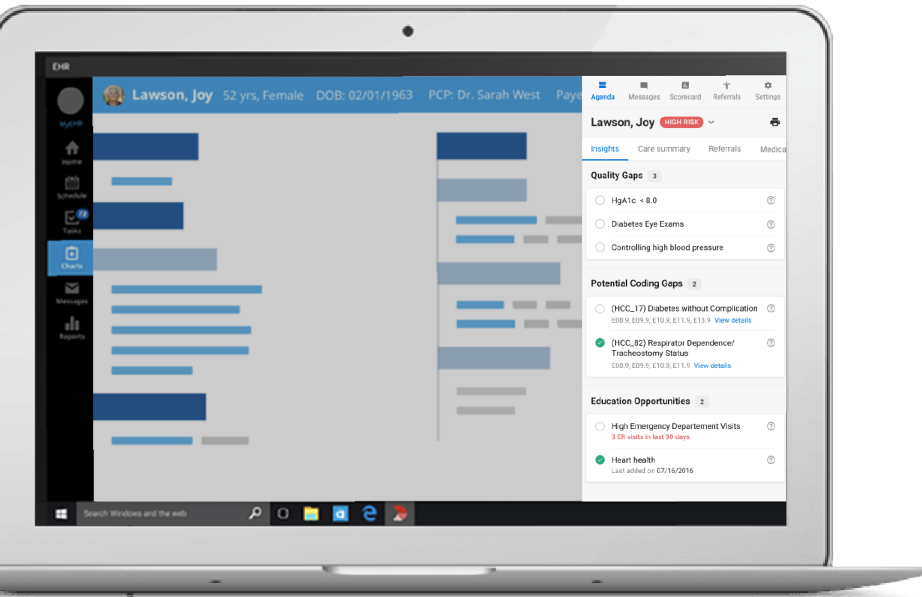 EHR
Lawson, Joy 52 yrs, Female DOB: 02/01/1963 PCP: Dr. Sarah West Paye
MyEHR
Home
Schedule
73
Tasks
Charts
Messages
Reports
Agenda Messages Scorecard Referrals Settings
Lawson, Joy HIGH RISK
Insights Care summary Referrals Medica
Quality Gaps 3
HgA1c < 8.0
Diabetes Eye Exams
Controlling high blood pressure
Potential Coding Gaps 2
(HCC_17) Diabetes without Complication
E08.9, E09.9, E10.9, E11.9, E13.9 View details
(HCC_82) Respirator Dependence/
Tracheostomy Status
E08.9, E09.9, E10.9, E11.9 View details
Education Opportunities 2
High Emergency Departement Visits
3 ER visits in last 30 days
Heart health
Last added on 07/16/2016
Search Windows and the web